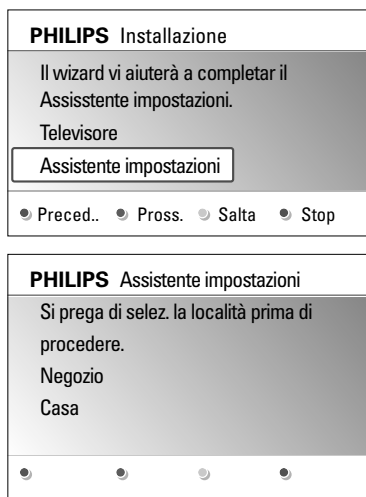 PHILIPS Installazione
Il wizard vi aiuterà a completar il
Assisstente impostazioni.
Televisore
Assistente impostazioni
Preced.. Pross. Salta Stop
PHILIPS Assistente impostazioni
Si prega di selez. la località prima di
procedere.
Negozio
Casa